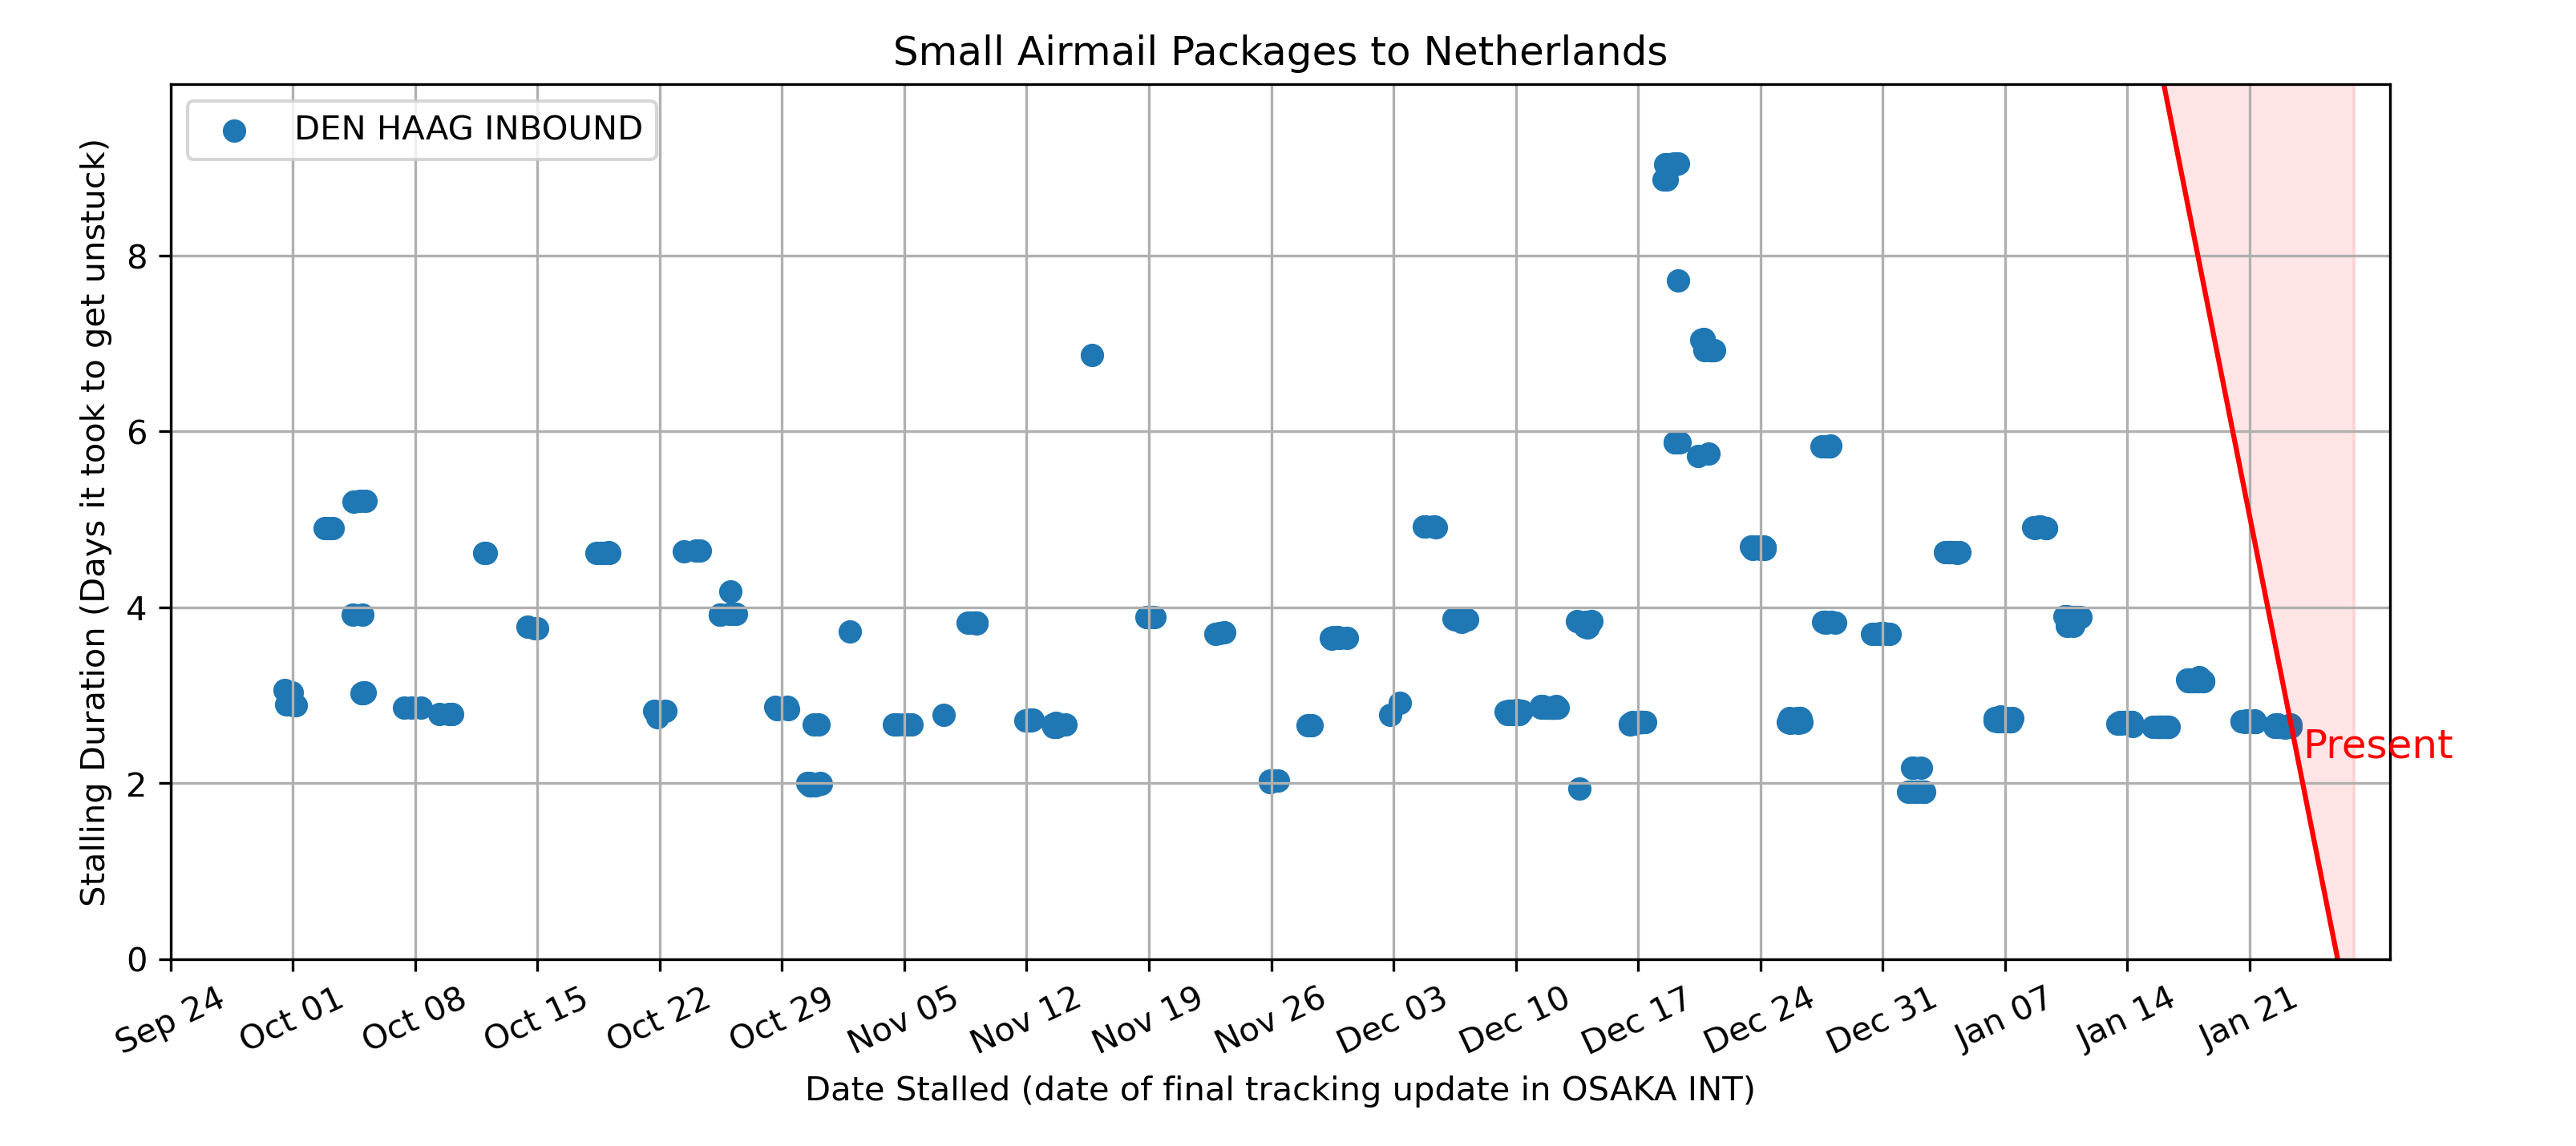 Small Airmail Packages to Netherlands
DEN HAAG INBOUND
Stalling Duration (Days it took to get unstuck)
8
6
4
2
0
Present
Sep 24
Oct 01
Oct 08
Oct 15
Oct 22
Oct 29
Nov 05
Nov 12
Nov 19
Nov 26
Dec 03
Dec 10
Dec 17
Dec 24
Dec 31
Jan 07
Jan 14
Jan 21
Date Stalled (date of final tracking update in OSAKA INT)